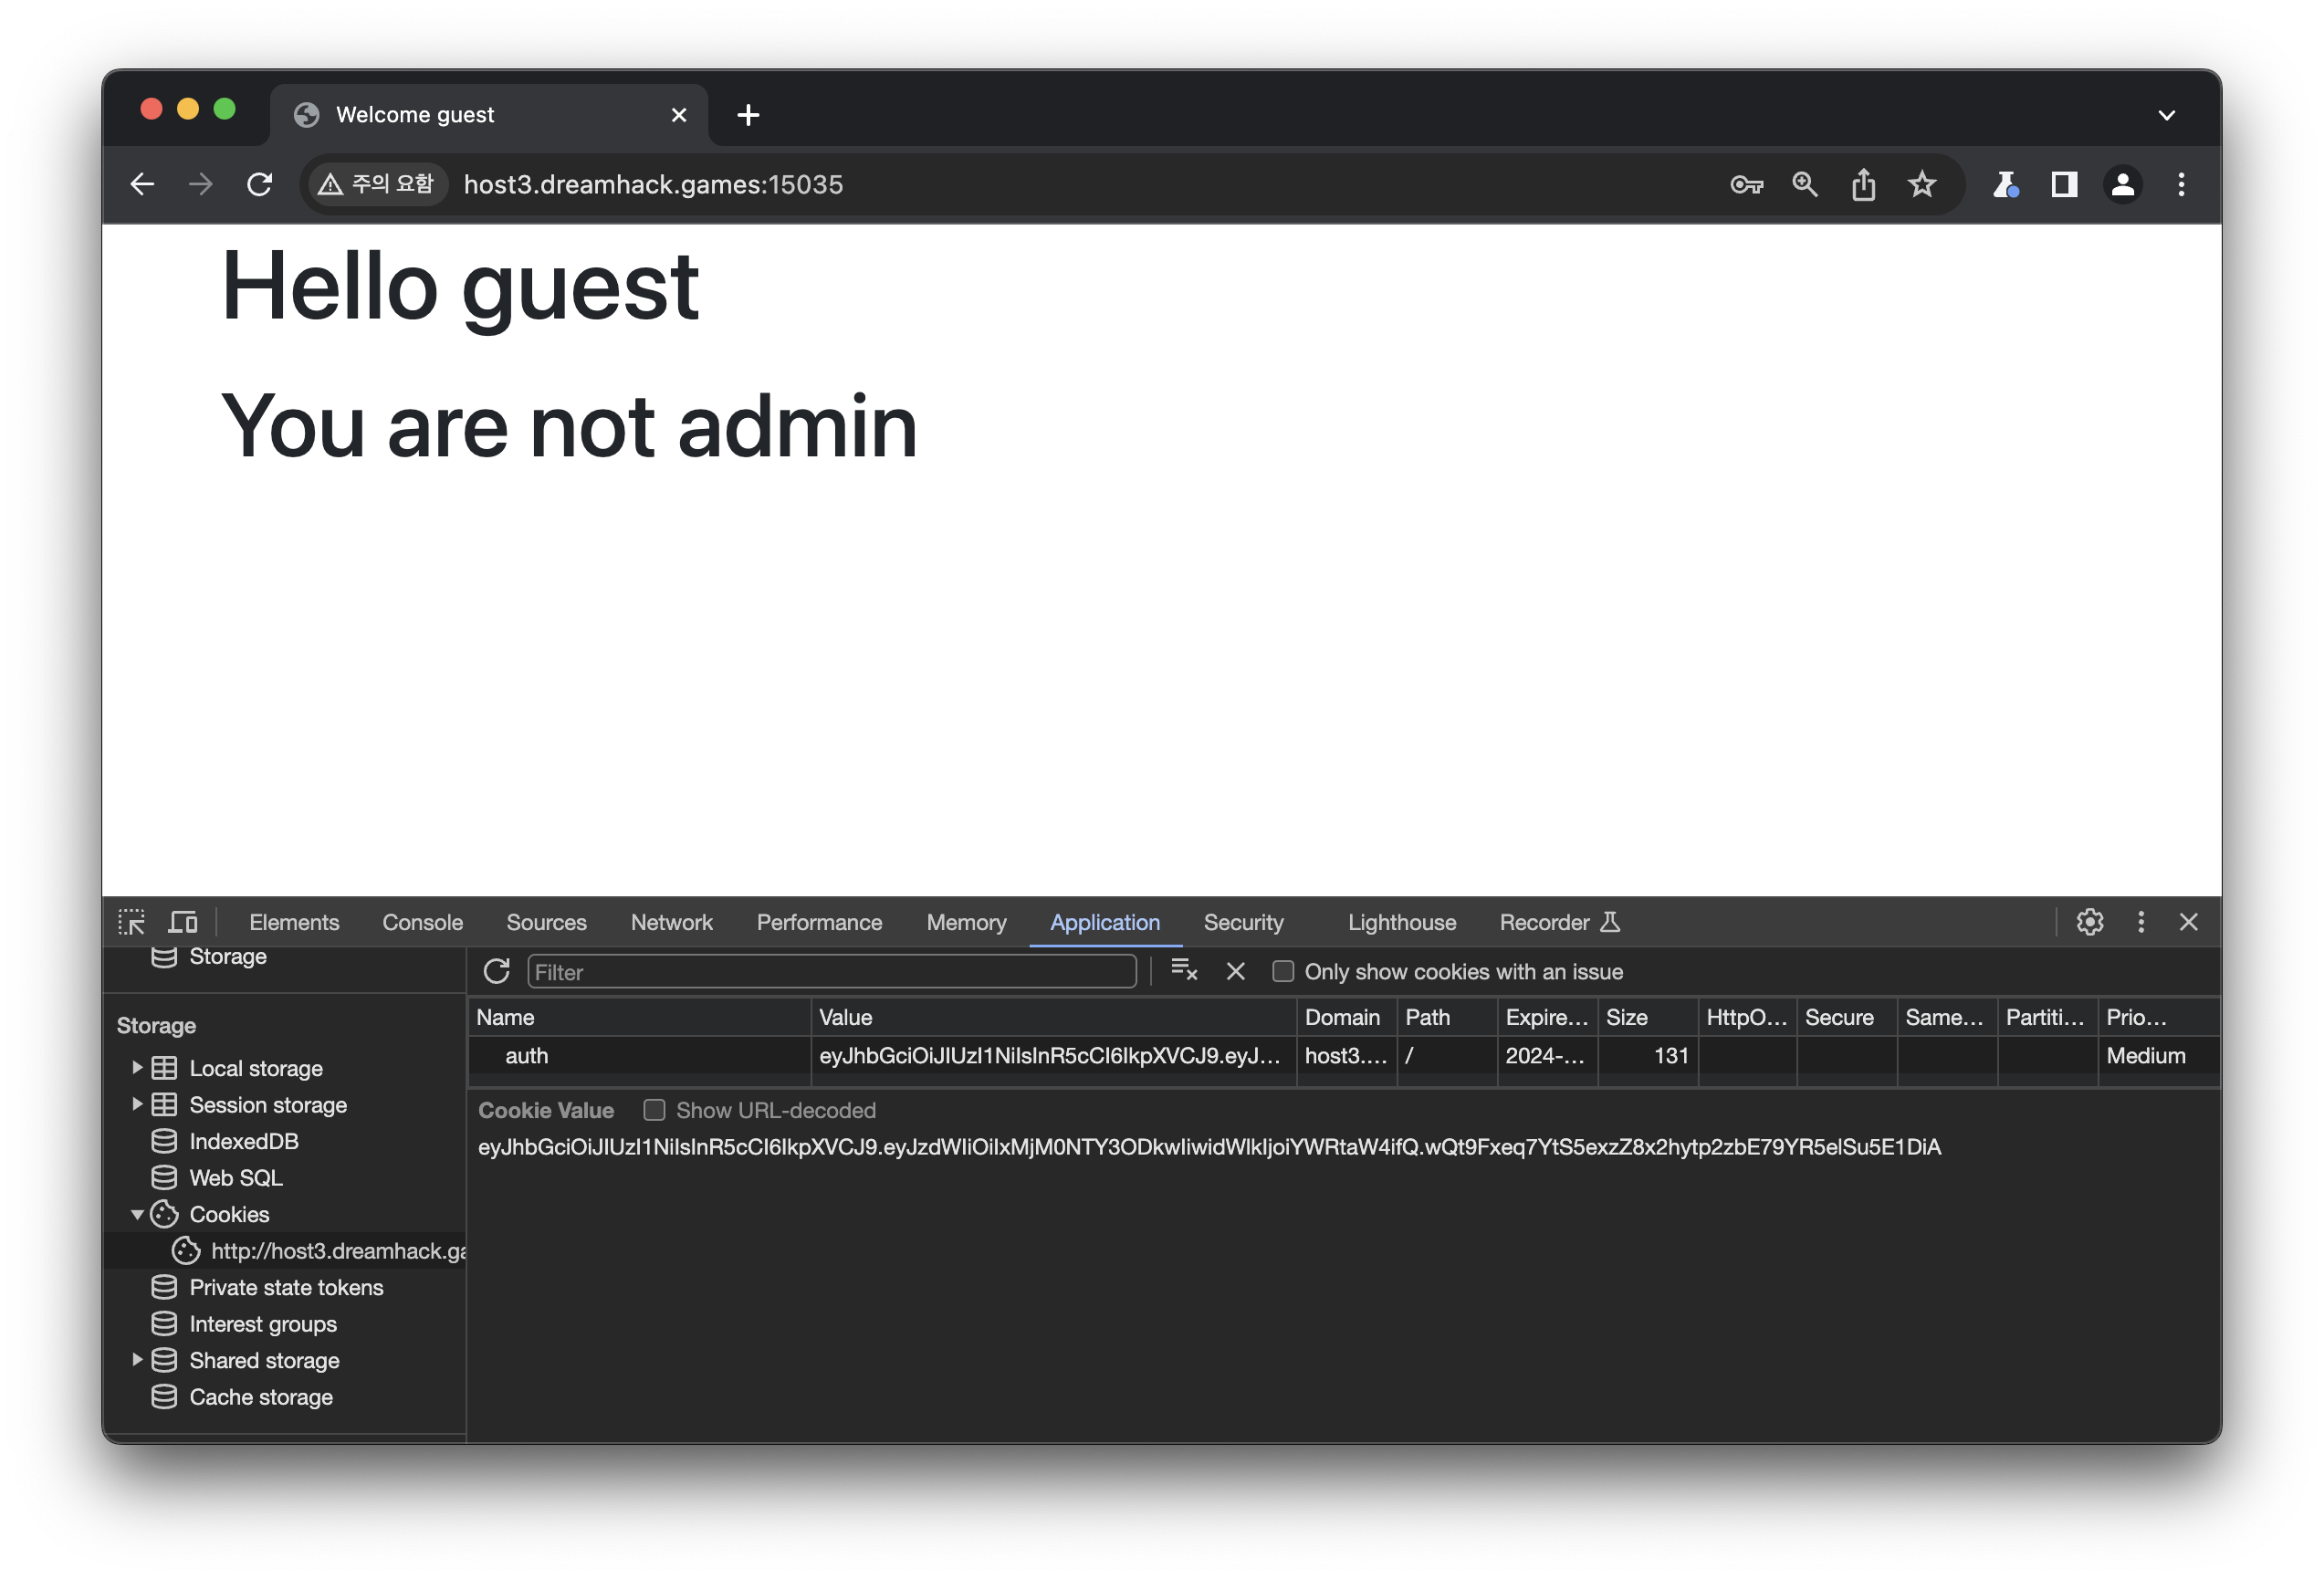 Welcome guest
주의 요함 host3.dreamhack.games:15035
Hello guest
You are not admin
Elements Console Sources Network Performance Memory Application Security Lighthouse Recorder
Storage
Filter Only show cookies with an issue
Storage
Local storage
Session storage
IndexedDB
Web SQL
Cookies
http://host3.dreamhack.ga
Private state tokens
Interest groups
Shared storage
Cache storage
Name Value Domain Path Expire... Size HttpO... Secure Same... Partiti... Prio...
auth eyJhbGciOiJIUzI1NiIsInR5cCI6IkpXVCJ9.eyJ... host3.... / 2024-... 131 Medium
Cookie Value Show URL-decoded
eyJhbGciOiJIUzI1NiIsInR5cCI6IkpXVCJ9.eyJzdWIiOiIxMjM0NTY3ODkwIiwidWlkIjoiYWRtaW4ifQ.wQt9Fxeq7YtS5exzZ8x2hytp2zbE79YR5elSu5E1DiA